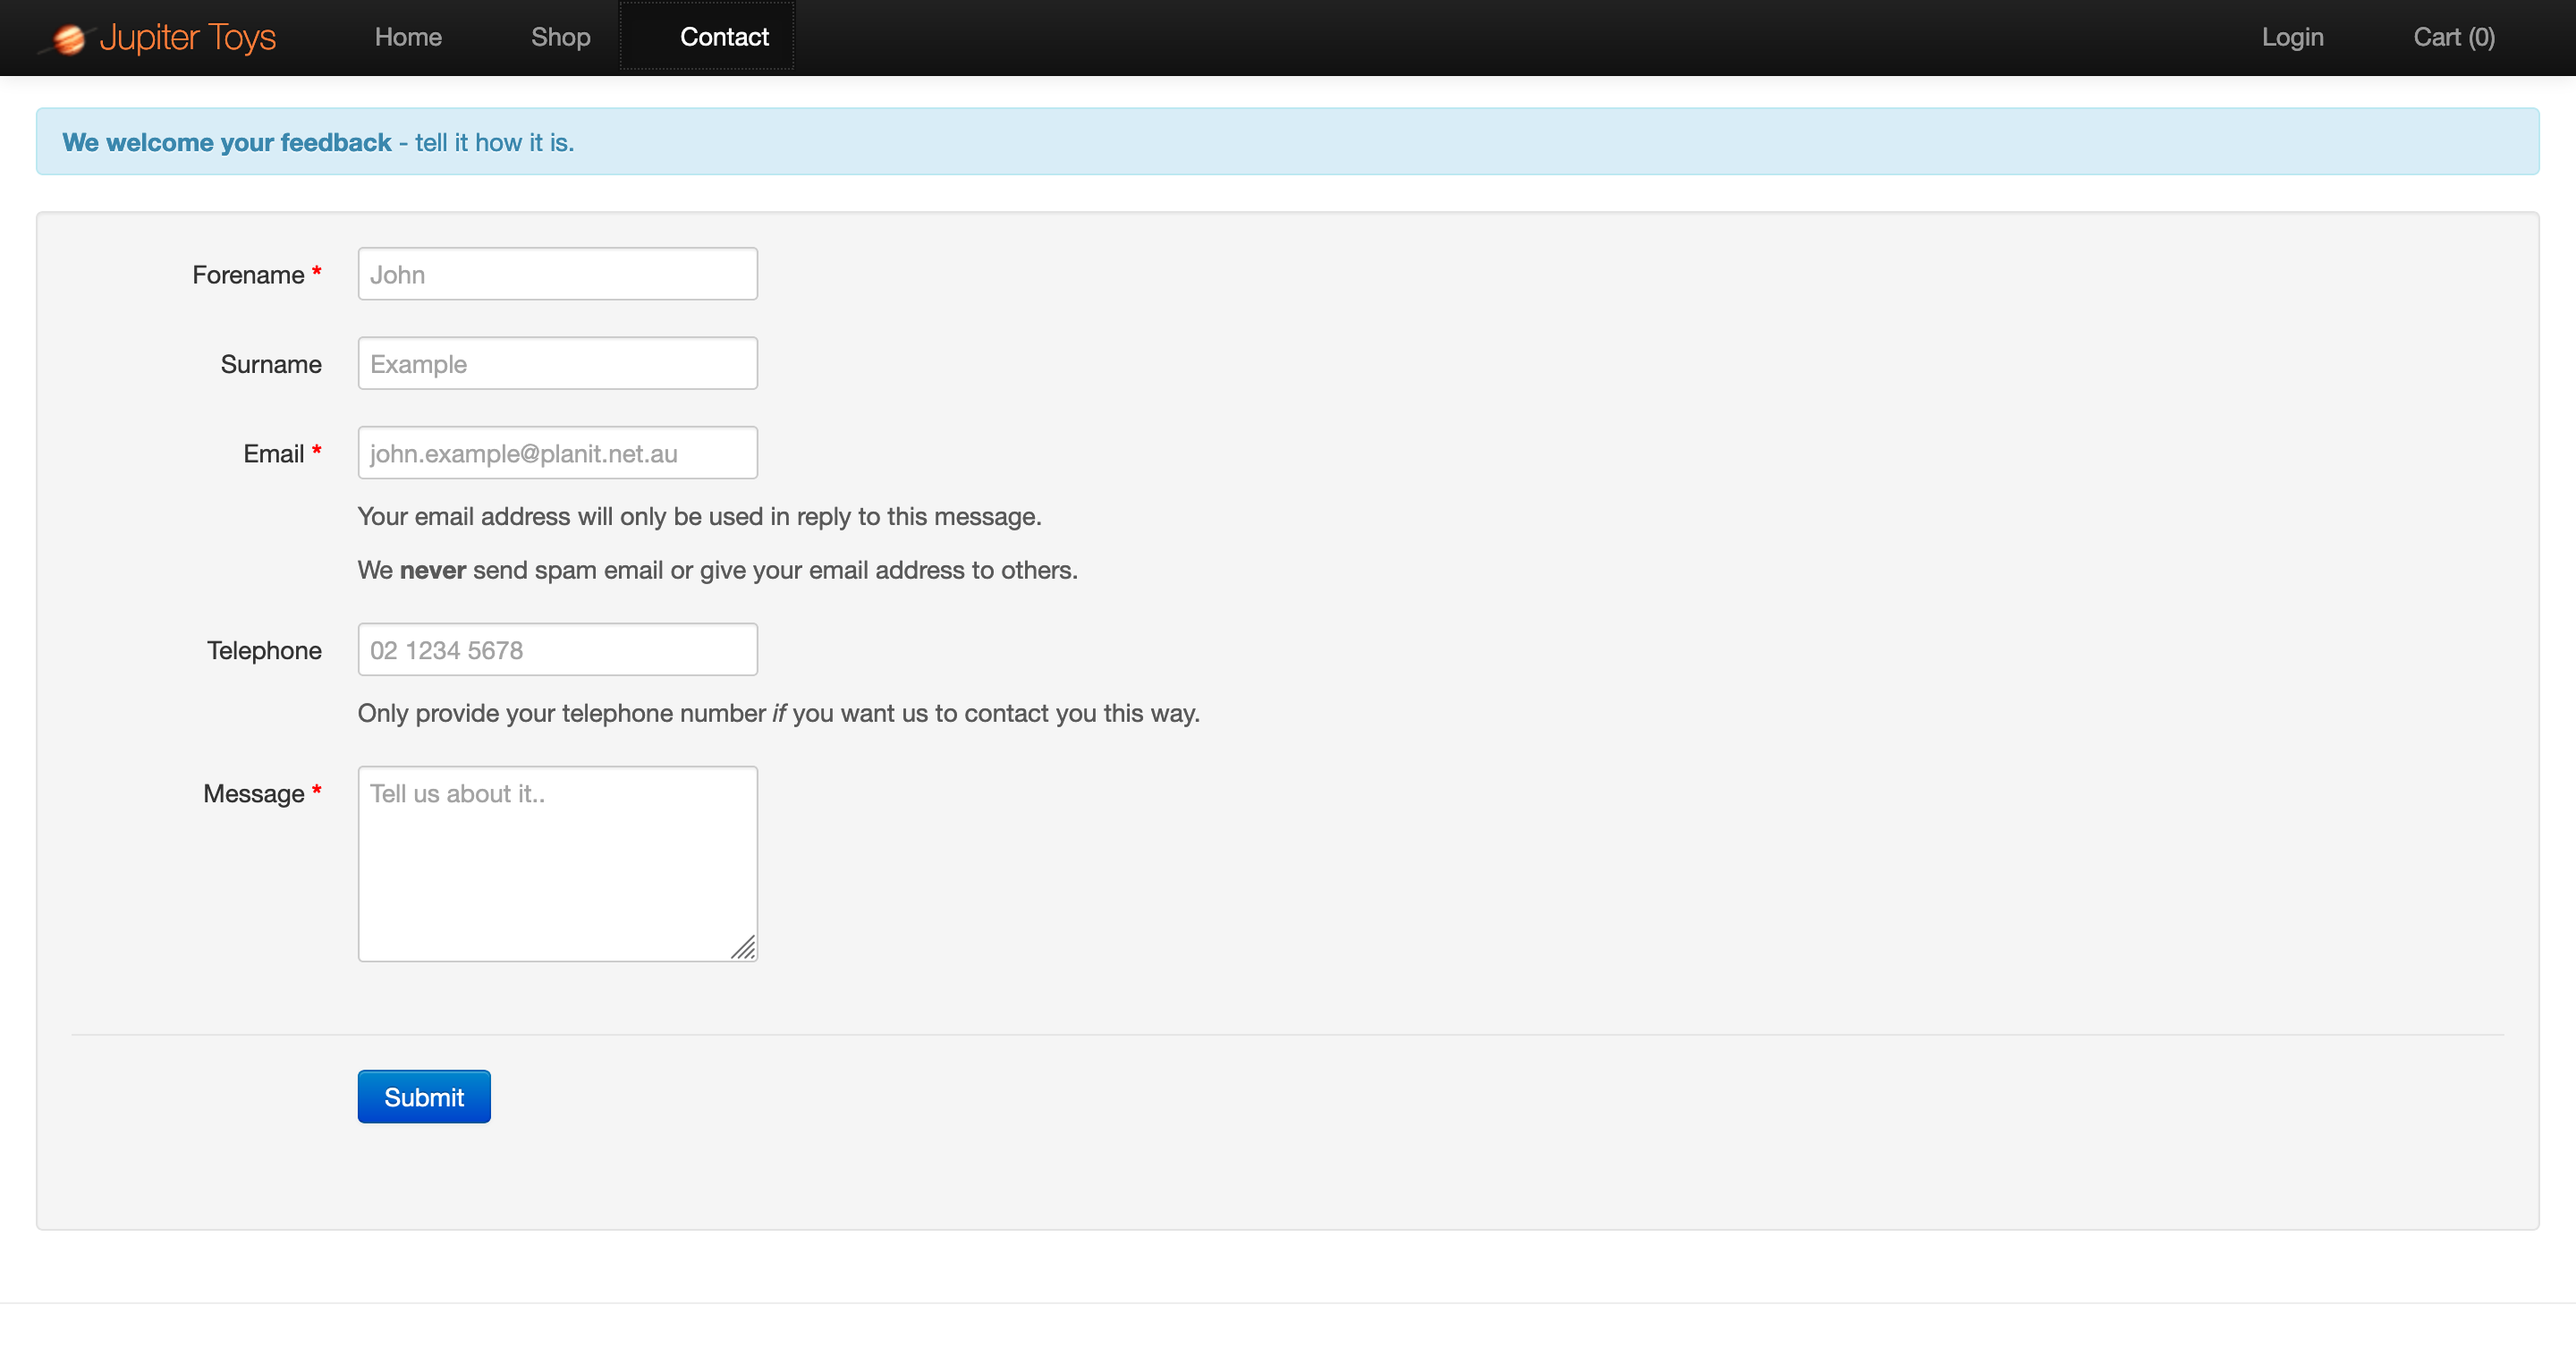 Jupiter Toys Home Shop Contact Login Cart (0)
We welcome your feedback - tell it how it is.
Forename * John
Surname Example
Email * john.example@planit.net.au
Your email address will only be used in reply to this message.
We never send spam email or give your email address to others.
Telephone 02 1234 5678
Only provide your telephone number if you want us to contact you this way.
Message * Tell us about it..
Submit